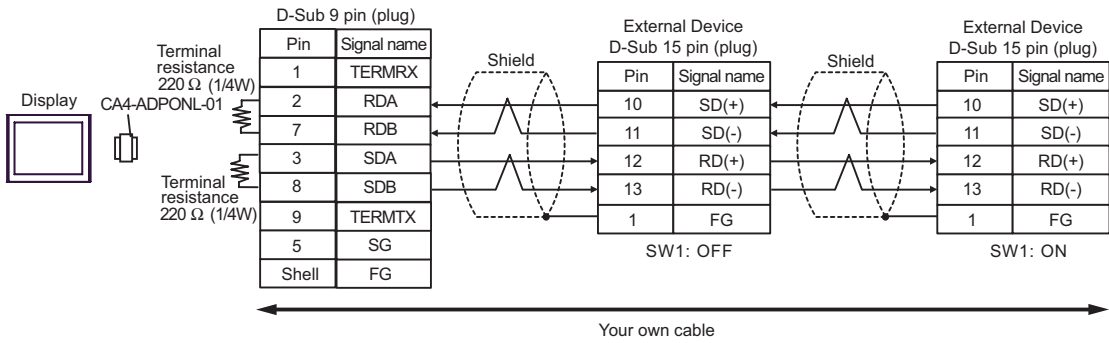 D-Sub 9 pin (plug)
Pin Signal name
1 TERMRX
2 RDA
7 RDB
3 SDA
8 SDB
9 TERMTX
5 SG
Shell FG
Terminal
resistance
220 Ω (1/4W)
Display
CA4-ADPONL-01
Terminal
resistance
220 Ω (1/4W)
Shield
External Device
D-Sub 15 pin (plug)
Pin Signal name
10 SD(+)
11 SD(-)
12 RD(+)
13 RD(-)
1 FG
SW1: OFF
Shield
External Device
D-Sub 15 pin (plug)
Pin Signal name
10 SD(+)
11 SD(-)
12 RD(+)
13 RD(-)
1 FG
SW1: ON
Your own cable